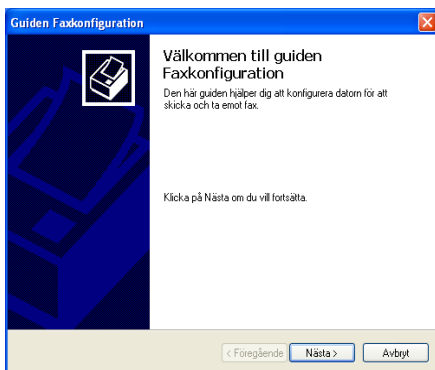 Guiden Faxkonfiguration
Välkommen till guiden
Faxkonfiguration
Den här guiden hjälper dig att konfigurera datorn för att
skicka och ta emot fax.
Klicka på Nästa om du vill fortsätta.
< Föregående Nästa > Avbryt